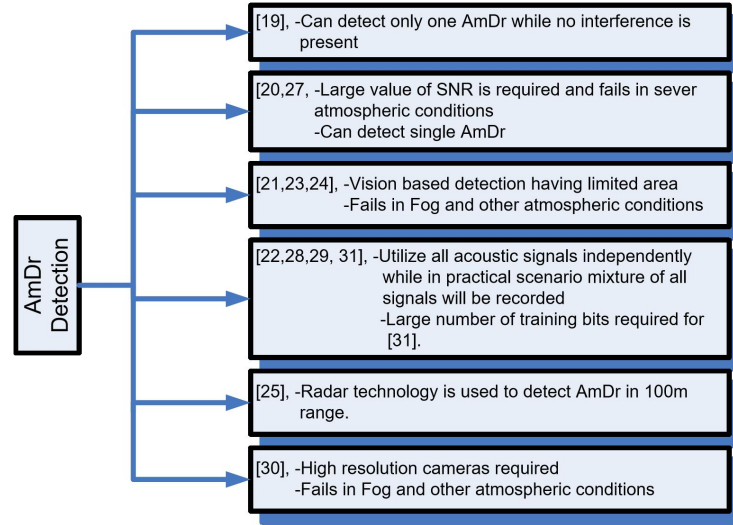 AmDr
Detection
[19], -Can detect only one AmDr while no interference is
present
[20,27, -Large value of SNR is required and fails in sever
atmospheric conditions
-Can detect single AmDr
[21,23,24], -Vision based detection having limited area
-Fails in Fog and other atmospheric conditions
[22,28,29, 31], -Utilize all acoustic signals independently
while in practical scenario mixture of all
signals will be recorded
-Large number of training bits required for
[31].
[25], -Radar technology is used to detect AmDr in 100m
range.
[30], -High resolution cameras required
-Fails in Fog and other atmospheric conditions